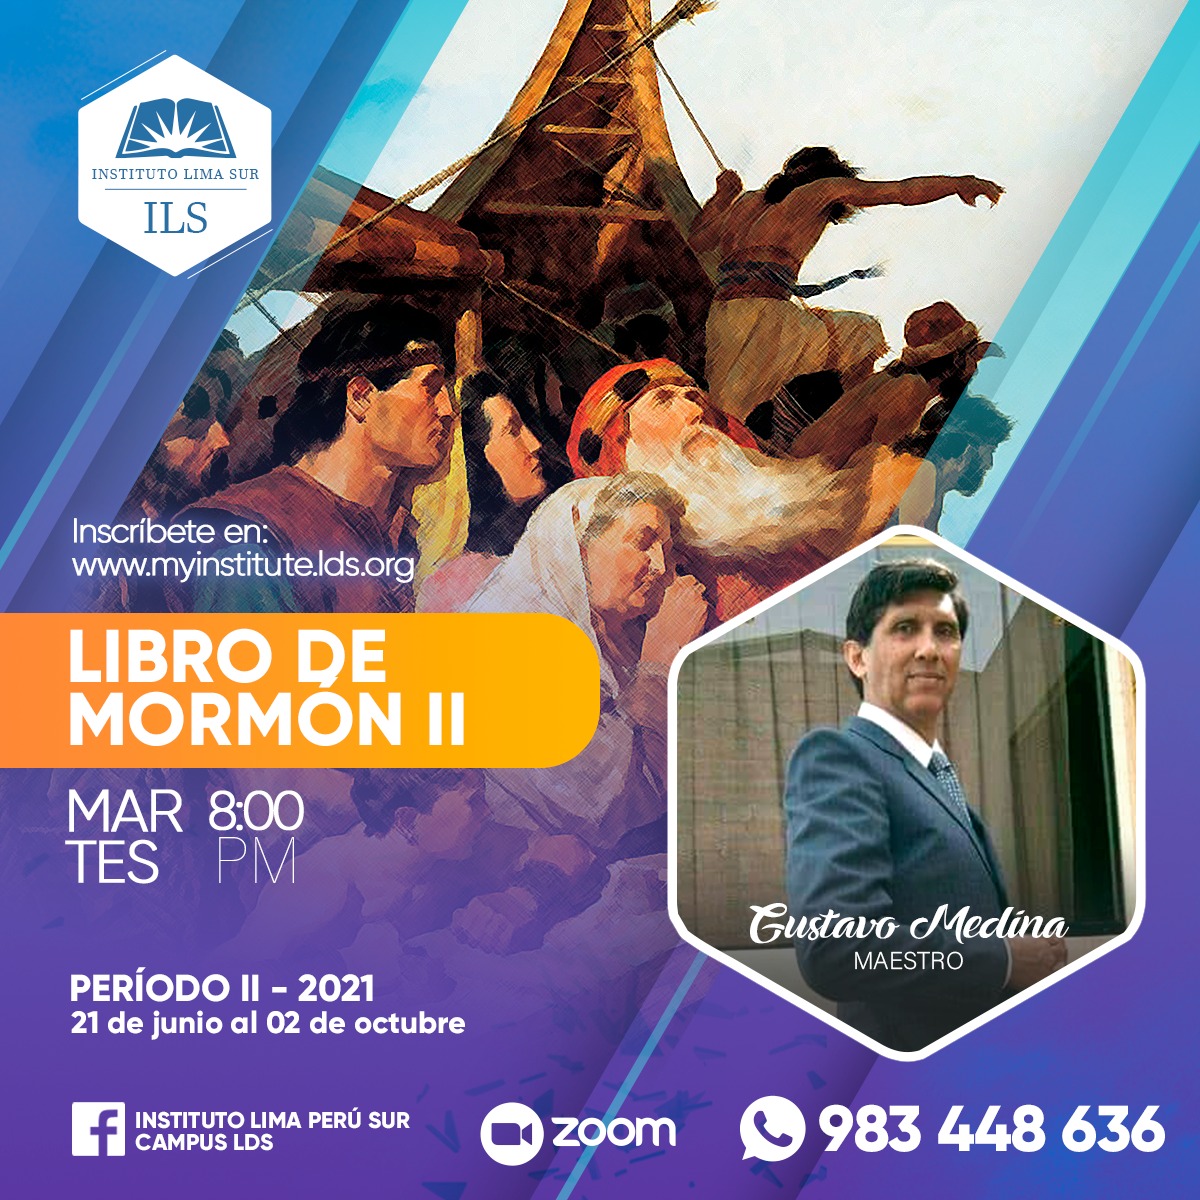 INSTITUTO LIMA SUR
ILS
Inscríbete en:
www.myinstitute.lds.org
LIBRO DE
MORMÓN II
MAR
TES
8:00
PM
Gustavo Medina
MAESTRO
PERÍODO II - 2021
21 de junio al 02 de octubre
INSTITUTO LIMA PERÚ SUR
CAMPUS LDS
zoom
983 448 636